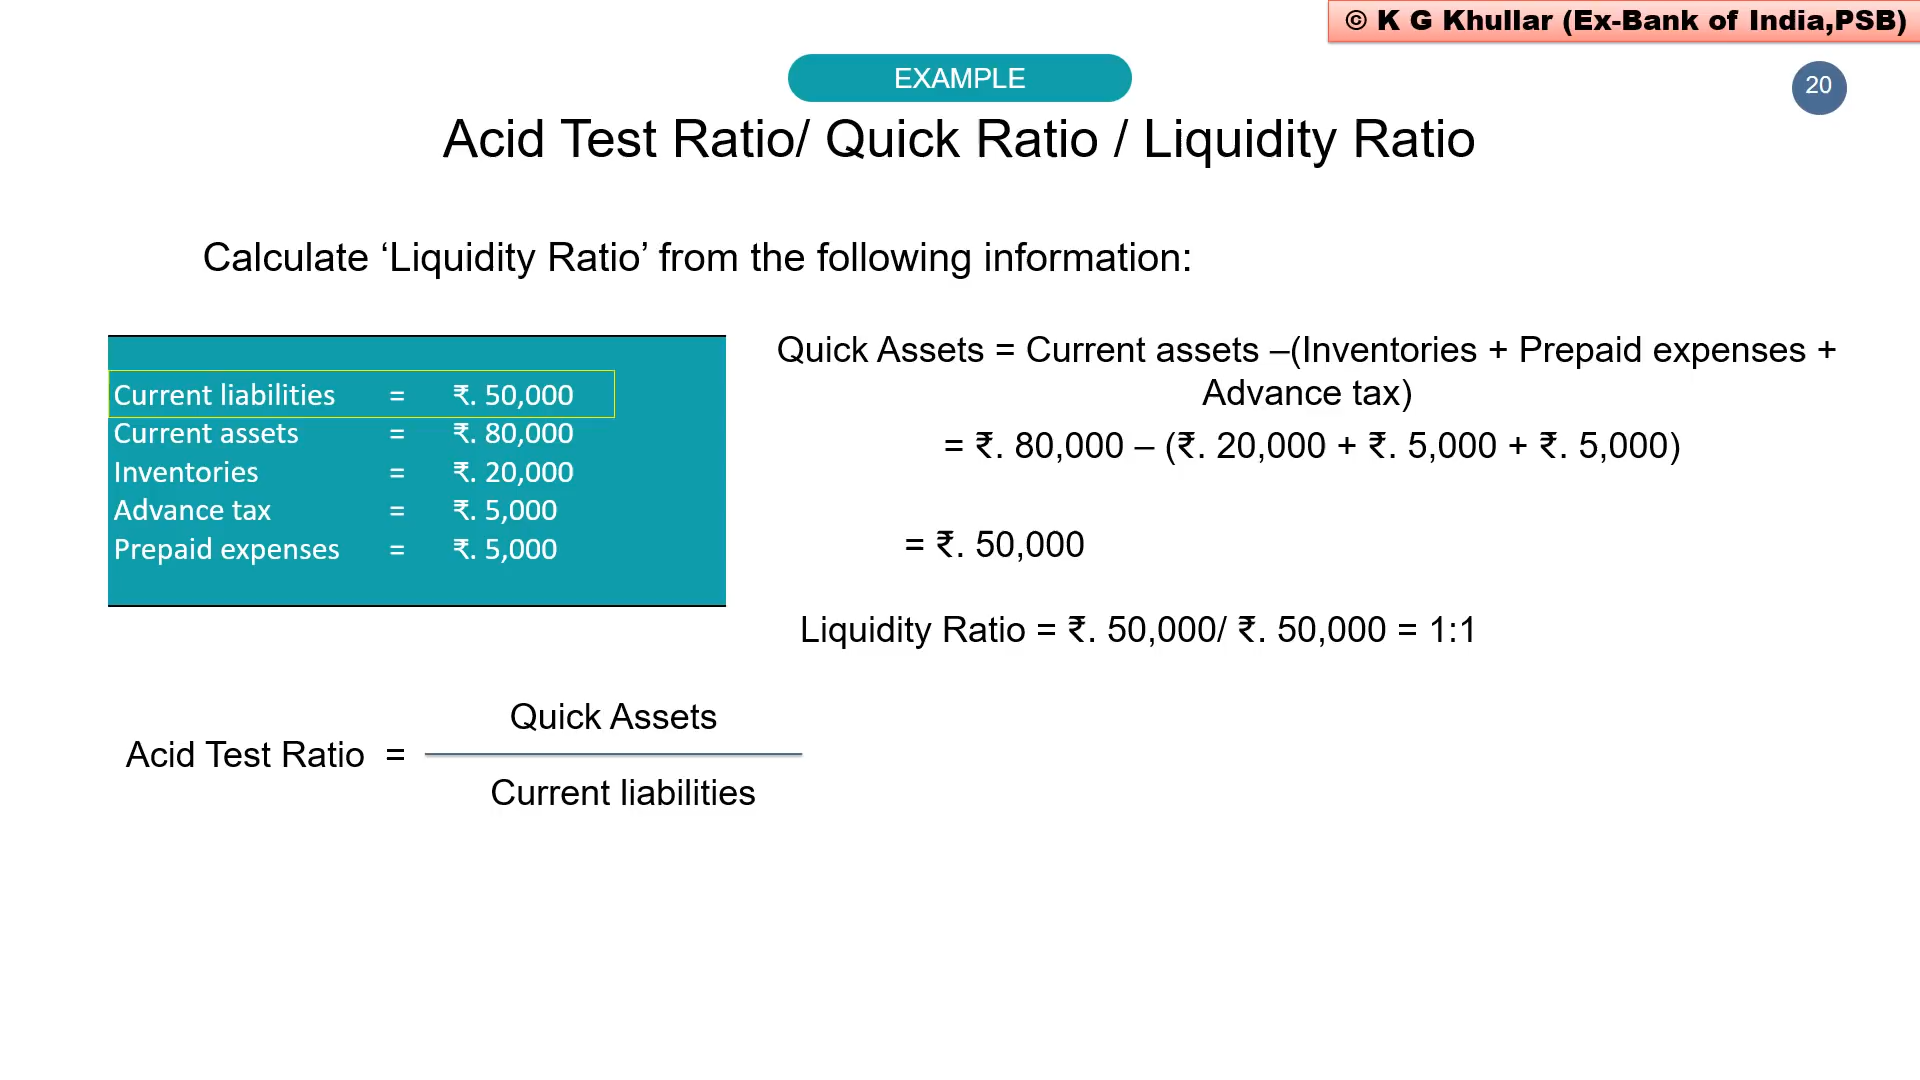 © K G Khullar (Ex-Bank of India,PSB)
EXAMPLE
20
Acid Test Ratio/ Quick Ratio / Liquidity Ratio
Calculate ‘Liquidity Ratio’ from the following information:
Current liabilities = ₹. 50,000
Current assets = ₹. 80,000
Inventories = ₹. 20,000
Advance tax = ₹. 5,000
Prepaid expenses = ₹. 5,000
Quick Assets = Current assets –(Inventories + Prepaid expenses +
Advance tax)
= ₹. 80,000 – (₹. 20,000 + ₹. 5,000 + ₹. 5,000)
= ₹. 50,000
Liquidity Ratio = ₹. 50,000/ ₹. 50,000 = 1:1
Quick Assets
Acid Test Ratio =
Current liabilities